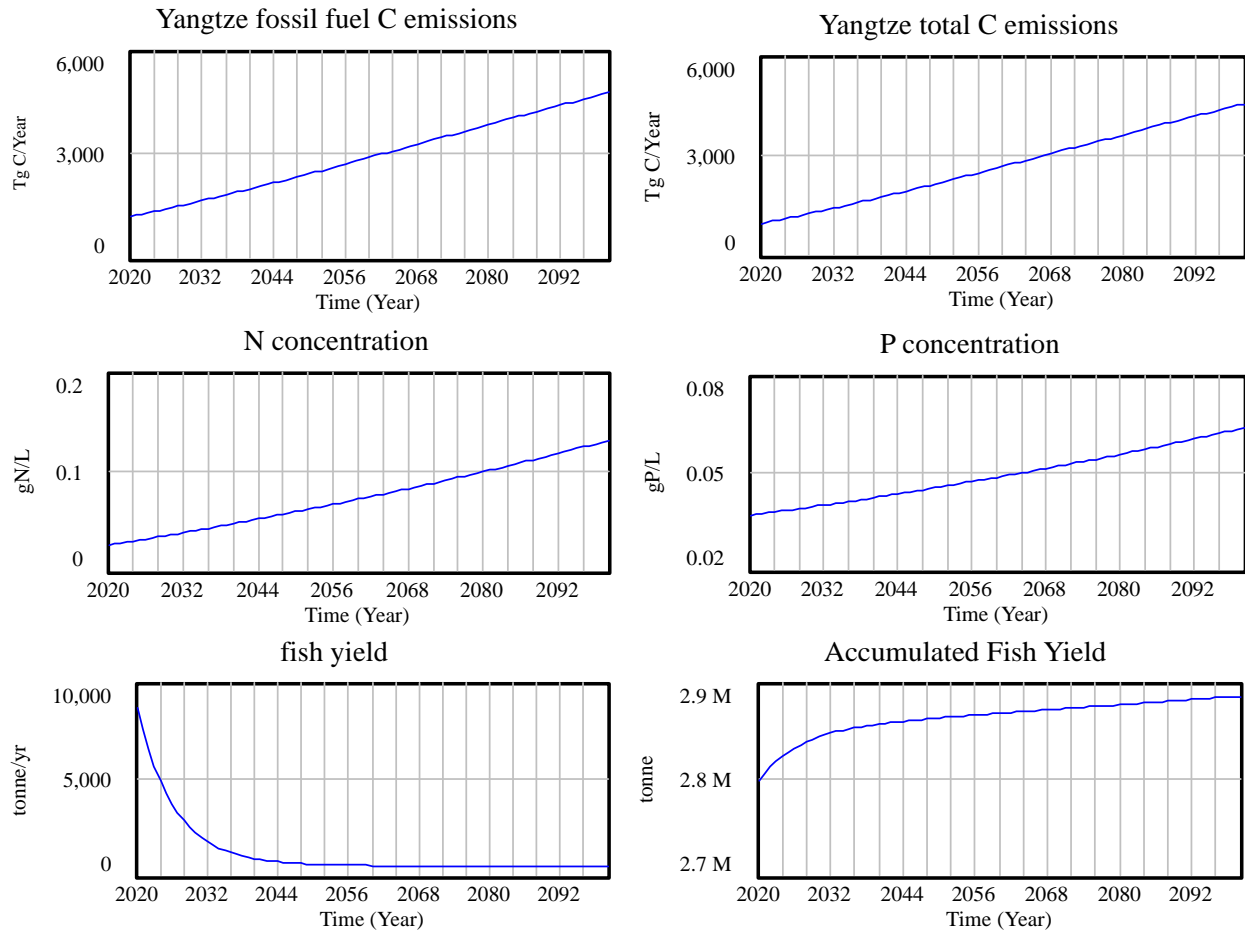 Yangtze fossil fuel C emissions
6,000
3,000
0
Tg C/Year
2020 2032 2044 2056 2068 2080 2092
Time (Year)
Yangtze total C emissions
6,000
3,000
0
Tg C/Year
2020 2032 2044 2056 2068 2080 2092
Time (Year)
N concentration
0.2
0.1
0
gN/L
2020 2032 2044 2056 2068 2080 2092
Time (Year)
P concentration
0.08
0.05
0.02
gP/L
2020 2032 2044 2056 2068 2080 2092
Time (Year)
fish yield
10,000
5,000
0
tonne/yr
2020 2032 2044 2056 2068 2080 2092
Time (Year)
Accumulated Fish Yield
2.9 M
2.8 M
2.7 M
tonne
2020 2032 2044 2056 2068 2080 2092
Time (Year)